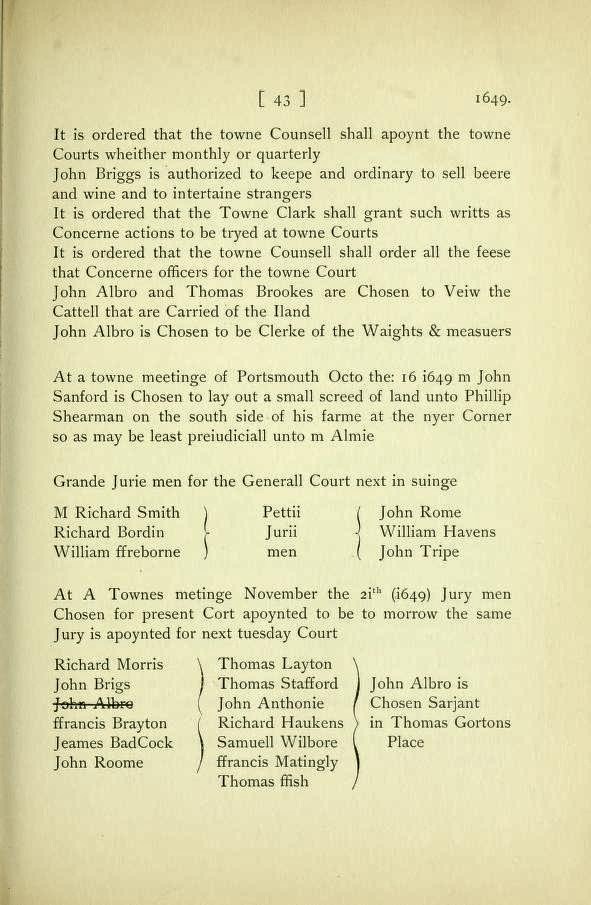 [ 43 ] 1649.
It is ordered that the towne Counsell shall apoynt the towne
Courts wheither monthly or quarterly
John Briggs is authorized to keepe and ordinary to sell beere
and wine and to intertaine strangers
It is ordered that the Towne Clark shall grant such writts as
Concerne actions to be tryed at towne Courts
It is ordered that the towne Counsell shall order all the feese
that Concerne officers for the towne Court
John Albro and Thomas Brookes are Chosen to Veiw the
Cattell that are Carried of the Iland
John Albro is Chosen to be Clerke of the Waights & measuers
At a towne meetinge of Portsmouth Octo the: 16 i649 m John
Sanford is Chosen to lay out a small screed of land unto Phillip
Shearman on the south side of his farme at the nyer Corner
so as may be least preiudiciall unto m Almie
Grande Jurie men for the Generall Court next in suinge
M Richard Smith } Pettii { John Rome
Richard Bordin } Jurii { William Havens
William ffreborne } men { John Tripe
At A Townes metinge November the 2ith (i649) Jury men
Chosen for present Cort apoynted to be to morrow the same
Jury is apoynted for next tuesday Court
Richard Morris Thomas Layton
John Brigs Thomas Stafford John Albro is
John Albro John Anthonie Chosen Sarjant
ffrancis Brayton Richard Haukens in Thomas Gortons
Jeames BadCock Samuell Wilbore Place
John Roome ffrancis Matingly
Thomas ffish